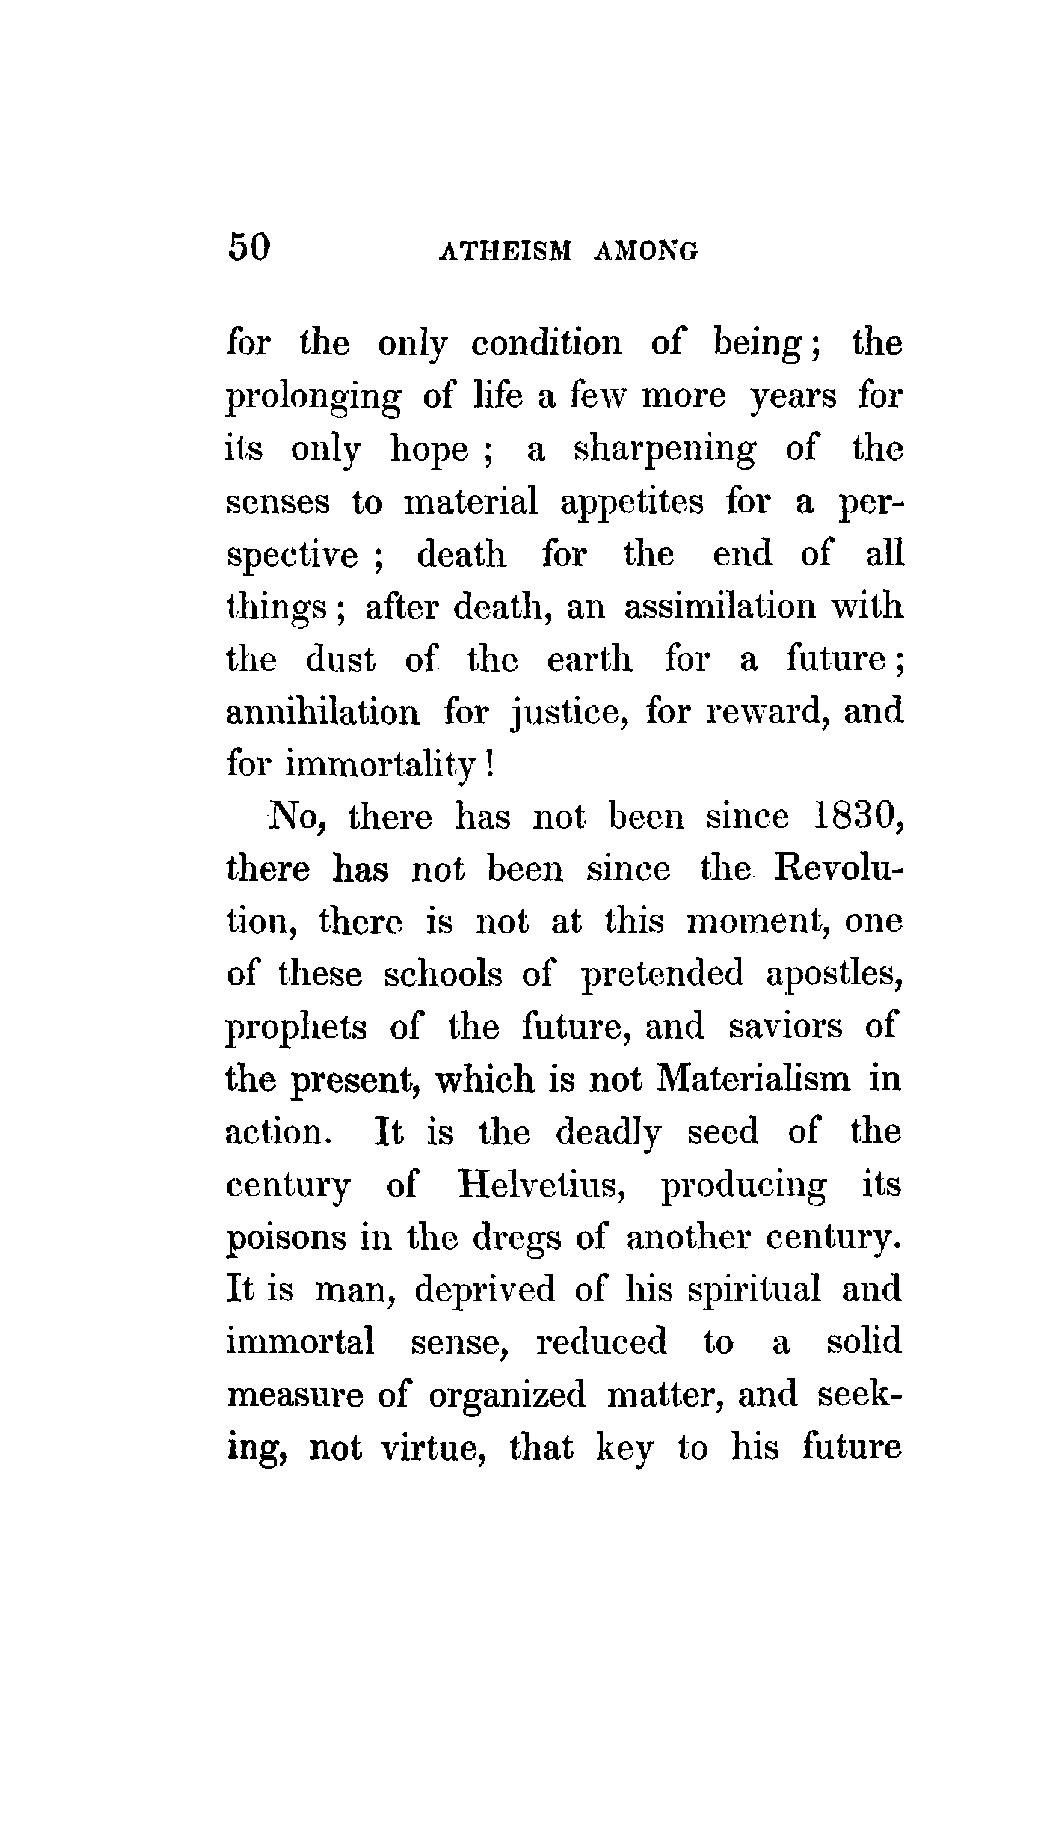 50 ATHEISM AMONG
for the only condition of being; the
prolonging of life a few more years for
its only hope ; a sharpening of the
senses to material appetites for a per-
spective ; death for the end of all
things ; after death, an assimilation with
the dust of the earth for a future ;
annihilation for justice, for reward, and
for immortality !
No, there has not been since 1830,
there has not been since the Revolu-
tion, there is not at this moment, one
of these schools of pretended apostles,
prophets of the future, and saviors of
the present, which is not Materialism in
action. It is the deadly seed of the
century of Helvetius, producing its
poisons in the dregs of another century.
It is man, deprived of his spiritual and
immortal sense, reduced to a solid
measure of organized matter, and seek-
ing, not virtue, that key to his future